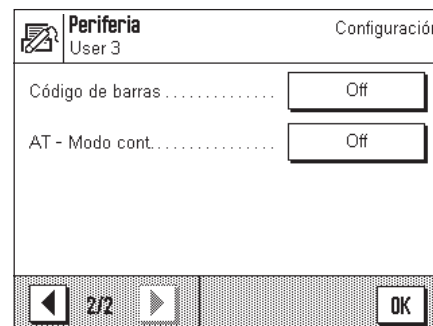 Periferia
User 3
Configuración
Código de barras .............. Off
AT - Modo cont. ............... Off
2/2
OK